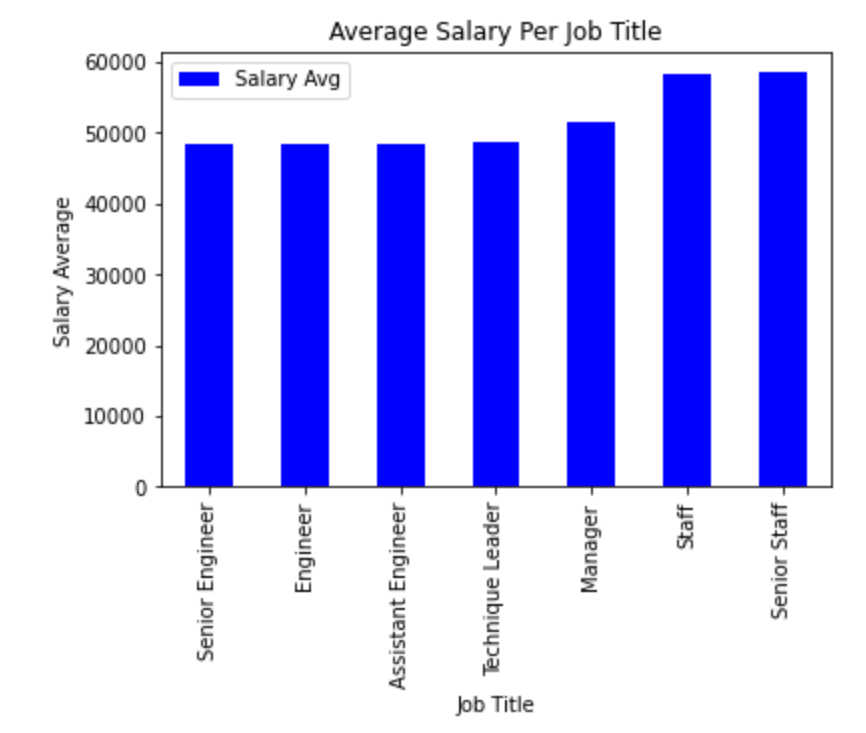 Average Salary Per Job Title
Salary Avg
60000
50000
40000
30000
20000
10000
0
Salary Average
Senior Engineer
Engineer
Assistant Engineer
Technique Leader
Manager
Staff
Senior Staff
Job Title